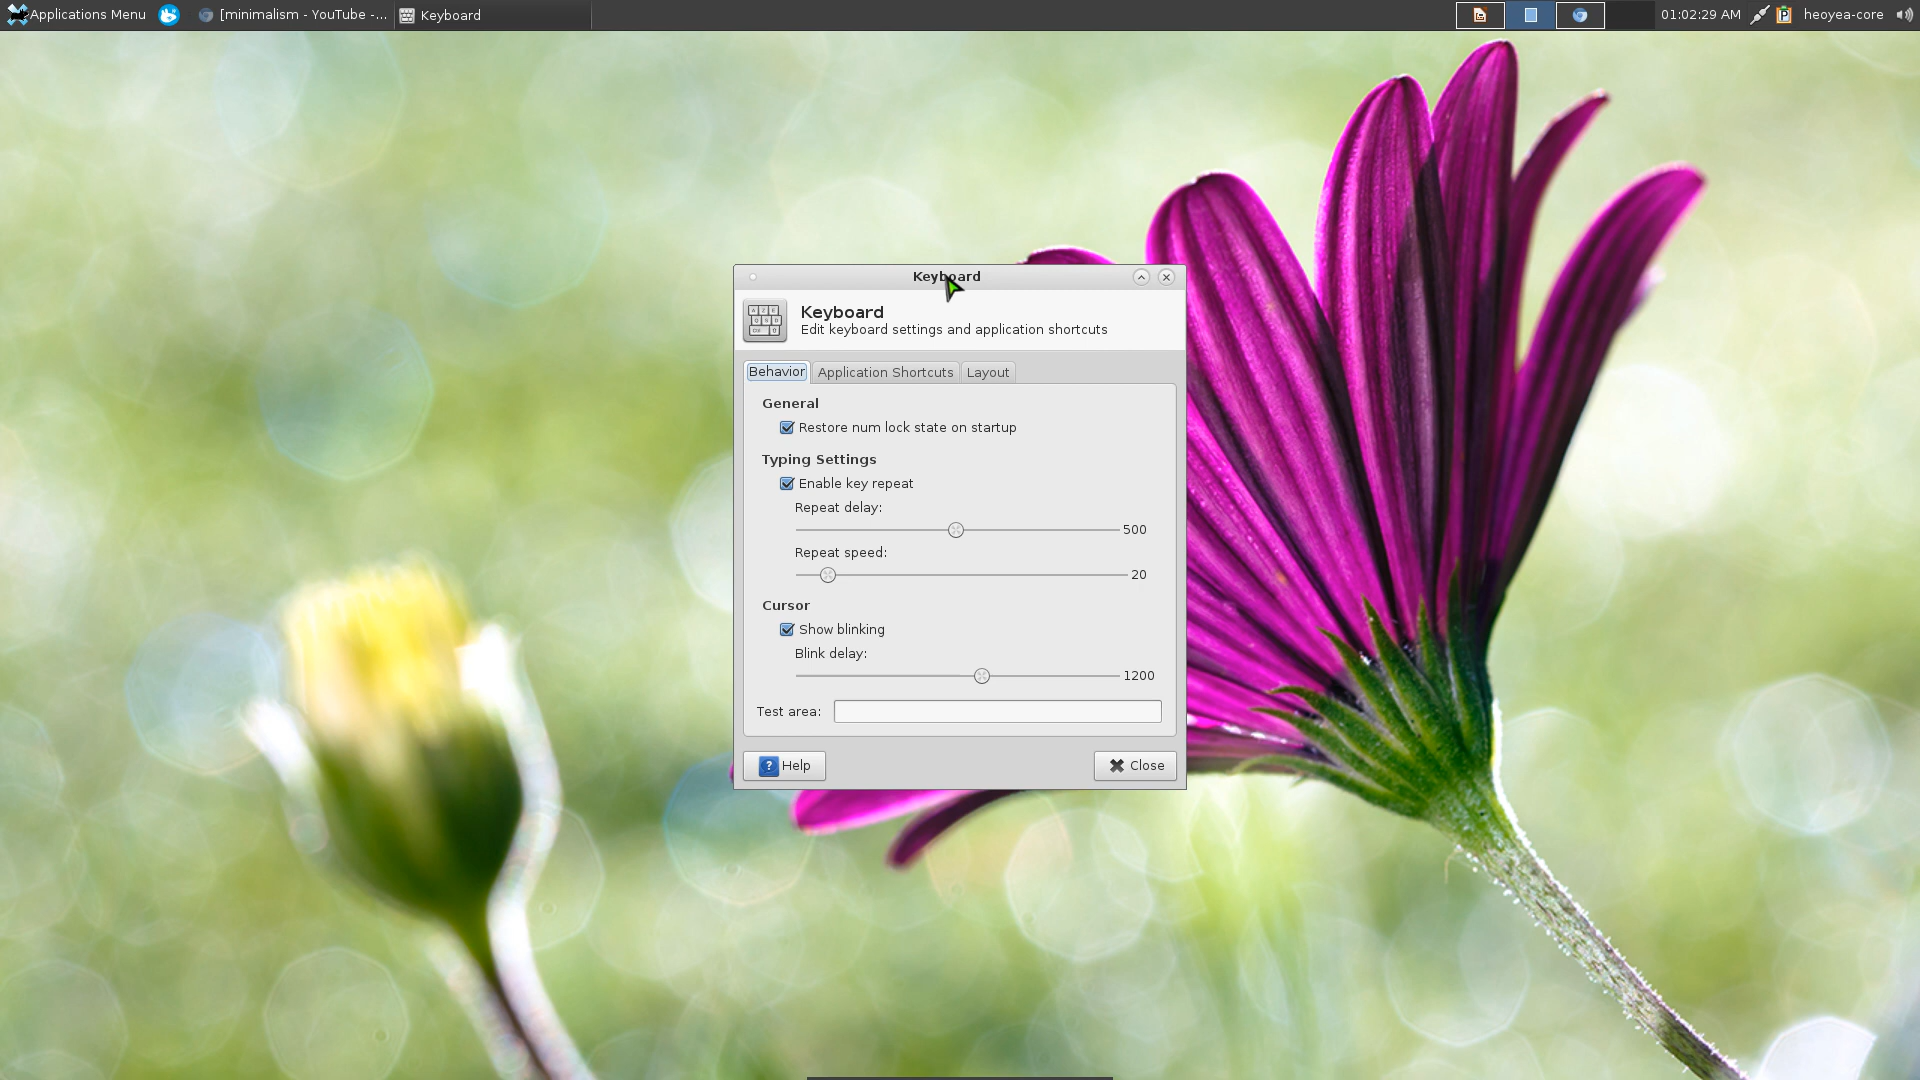 Applications Menu
[minimalism - YouTube -...
Keyboard
01:02:29 AM
heoyea-core
Keyboard
Keyboard
Edit keyboard settings and application shortcuts
Behavior
Application Shortcuts
Layout
General
Restore num lock state on startup
Typing Settings
Enable key repeat
Repeat delay:
500
Repeat speed:
20
Cursor
Show blinking
Blink delay:
1200
Test area:
Help
Close